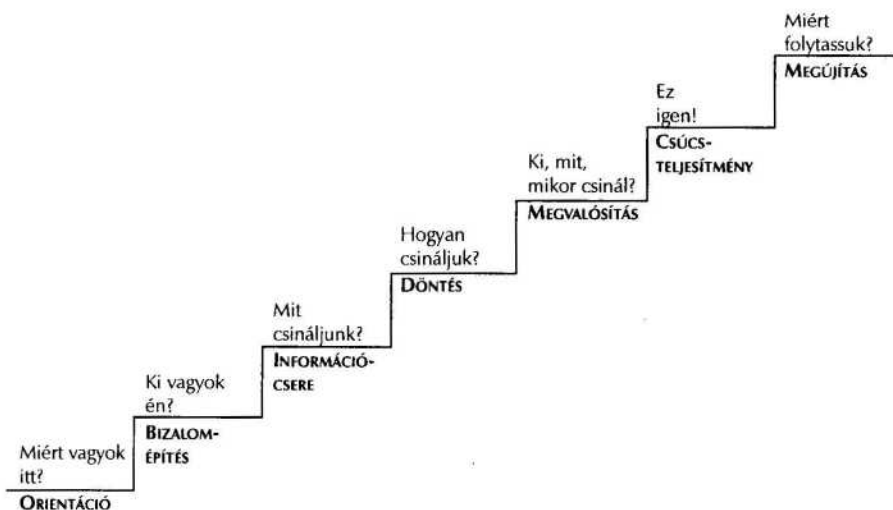 Miért vagyok
itt?
ORIENTÁCIÓ
Ki vagyok
én?
BIZALOM-
ÉPÍTÉS
Mit
csináljunk?
INFORMÁCIÓ-
CSERE
Hogyan
csináljuk?
DÖNTÉS
Ki, mit,
mikor csinál?
MEGVALÓSÍTÁS
Ez
igen!
CSÚCS-
TELJESÍTMÉNY
Miért
folytassuk?
MEGÚJÍTÁS